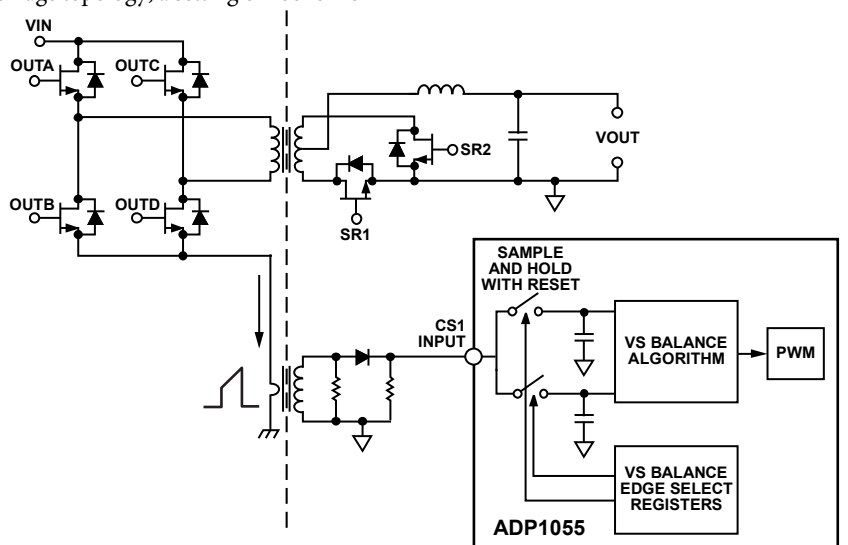 VIN
OUTA
OUTC
SR2
VOUT
OUTB
OUTD
SR1
SAMPLE
AND HOLD
WITH RESET
CS1
INPUT
VS BALANCE
ALGORITHM
PWM
VS BALANCE
EDGE SELECT
REGISTERS
ADP1055